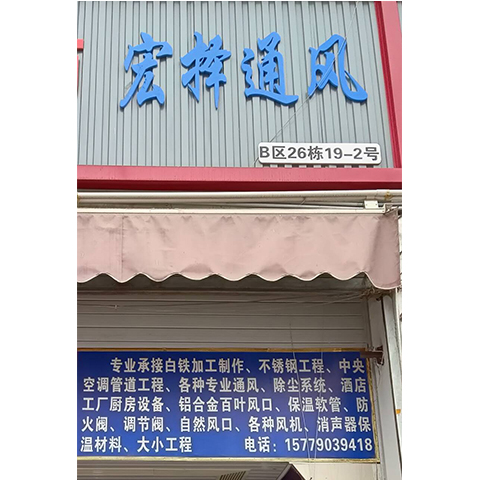 宏择通风
B区26栋19-2号
专业承接白铁加工制作、不锈钢工程、中央
空调管道工程、各种专业通风、除尘系统、酒店
工厂厨房设备、铝合金百叶风口、保温软管、防
火阀、调节阀、自然风口、各种风机、消声器保
温材料、大小工程 电话：15779039418